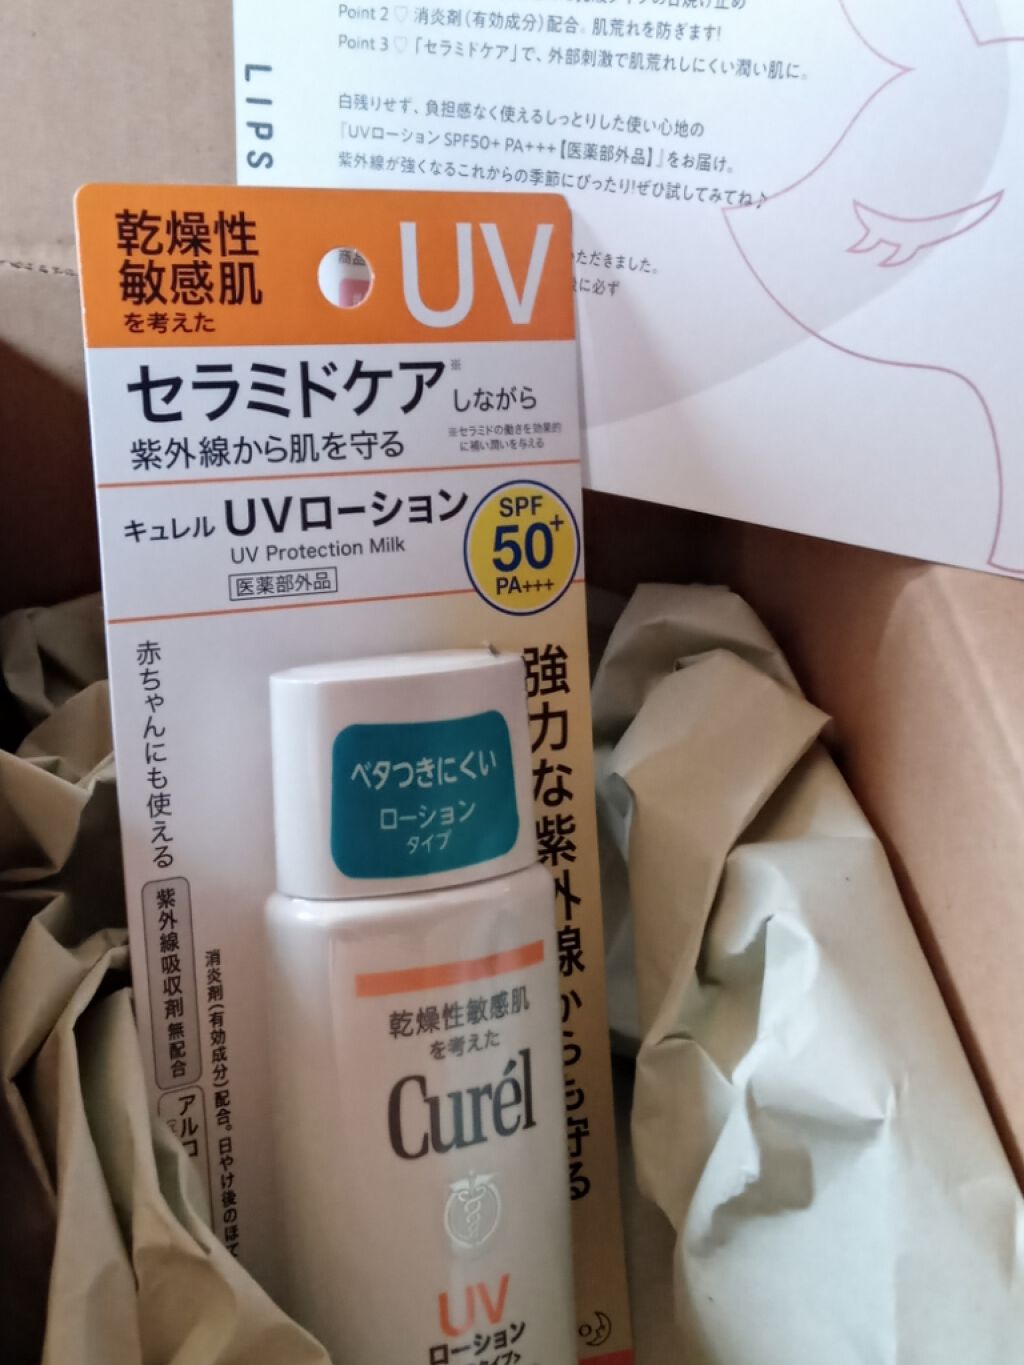 Point 2 ♡ 消炎剤(有効成分)配合。肌荒れを防ぎます!
Point 3 ♡ 「セラミドケア」で、外部刺激で肌荒れしにくい潤い肌に。
白残りせず、負担感なく使えるしっとりした使い心地の
『UVローション SPF50+ PA+++【医薬部外品】』をお届け。
紫外線が強くなるこれからの季節にぴったり!ぜひ試してみてね♪
ただきました。
に必ず
LIPS
乾燥性
敏感肌
を考えた
商品
UV
セラミドケア※
しながら
紫外線から肌を守る
※セラミドの働きを効果的
に補い潤いを与える
キュレル UVローション
UV Protection Milk
医薬部外品
SPF
50+
PA+++
赤ちゃんにも使える
紫外線吸収剤 無配合
アルコ
消炎剤(有効成分)配合。日やけ後のほて
強力な紫外線からも守る
ベタつきにくい
ローション
タイプ
乾燥性敏感肌
を考えた
Curél
UV
ローション
タイプ>